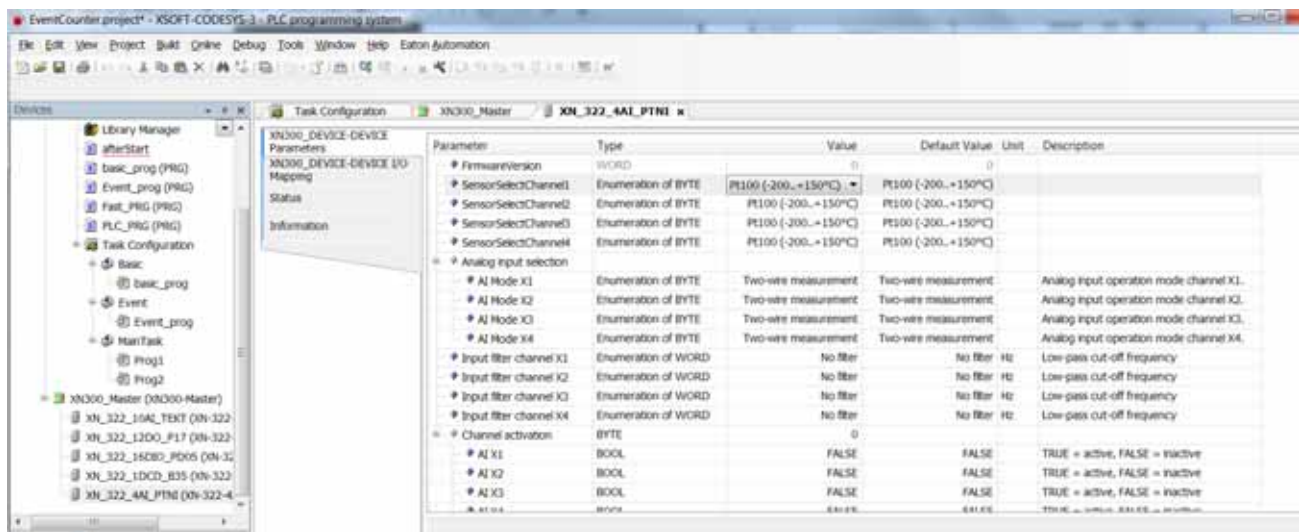 EventCounter.project* - XSOFT-CODESYS-3 - PLC programming system
File Edit View Project Build Online Debug Tools Window Help Eaton Automation
Devices
Library Manager
afterStart
basic_prog (PRG)
Event_prog (PRG)
Fast_PRG (PRG)
PLC_PRG (PRG)
Task Configuration
Basic
basic_prog
Event
Event_prog
MainTask
Prog1
Prog2
XN300_Master (XN300-Master)
XN_322_10AI_TEKT (XN-322-
XN_322_12DO_P17 (XN-322-
XN_322_16DIO_PD05 (XN-32
XN_322_1DCD_B35 (XN-322-
XN_322_4AI_PTNI (XN-322-4
Task Configuration XN300_Master XN_322_4AI_PTNI x
XN300_DEVICE-DEVICE
Parameters
XN300_DEVICE-DEVICE I/O
Mapping
Status
Information
Parameter Type Value Default Value Unit Description
FirmwareVersion WORD 0 0
SensorSelectChannel1 Enumeration of BYTE Pt100 (-200..+150°C) Pt100 (-200..+150°C)
SensorSelectChannel2 Enumeration of BYTE Pt100 (-200..+150°C) Pt100 (-200..+150°C)
SensorSelectChannel3 Enumeration of BYTE Pt100 (-200..+150°C) Pt100 (-200..+150°C)
SensorSelectChannel4 Enumeration of BYTE Pt100 (-200..+150°C) Pt100 (-200..+150°C)
Analog input selection
AI Mode X1 Enumeration of BYTE Two-wire measurement Two-wire measurement Analog input operation mode channel X1.
AI Mode X2 Enumeration of BYTE Two-wire measurement Two-wire measurement Analog input operation mode channel X2.
AI Mode X3 Enumeration of BYTE Two-wire measurement Two-wire measurement Analog input operation mode channel X3.
AI Mode X4 Enumeration of BYTE Two-wire measurement Two-wire measurement Analog input operation mode channel X4.
Input filter channel X1 Enumeration of WORD No filter No filter Hz Low-pass cut-off frequency
Input filter channel X2 Enumeration of WORD No filter No filter Hz Low-pass cut-off frequency
Input filter channel X3 Enumeration of WORD No filter No filter Hz Low-pass cut-off frequency
Input filter channel X4 Enumeration of WORD No filter No filter Hz Low-pass cut-off frequency
Channel activation BYTE 0
AI X1 BOOL FALSE FALSE TRUE = active, FALSE = inactive
AI X2 BOOL FALSE FALSE TRUE = active, FALSE = inactive
AI X3 BOOL FALSE FALSE TRUE = active, FALSE = inactive